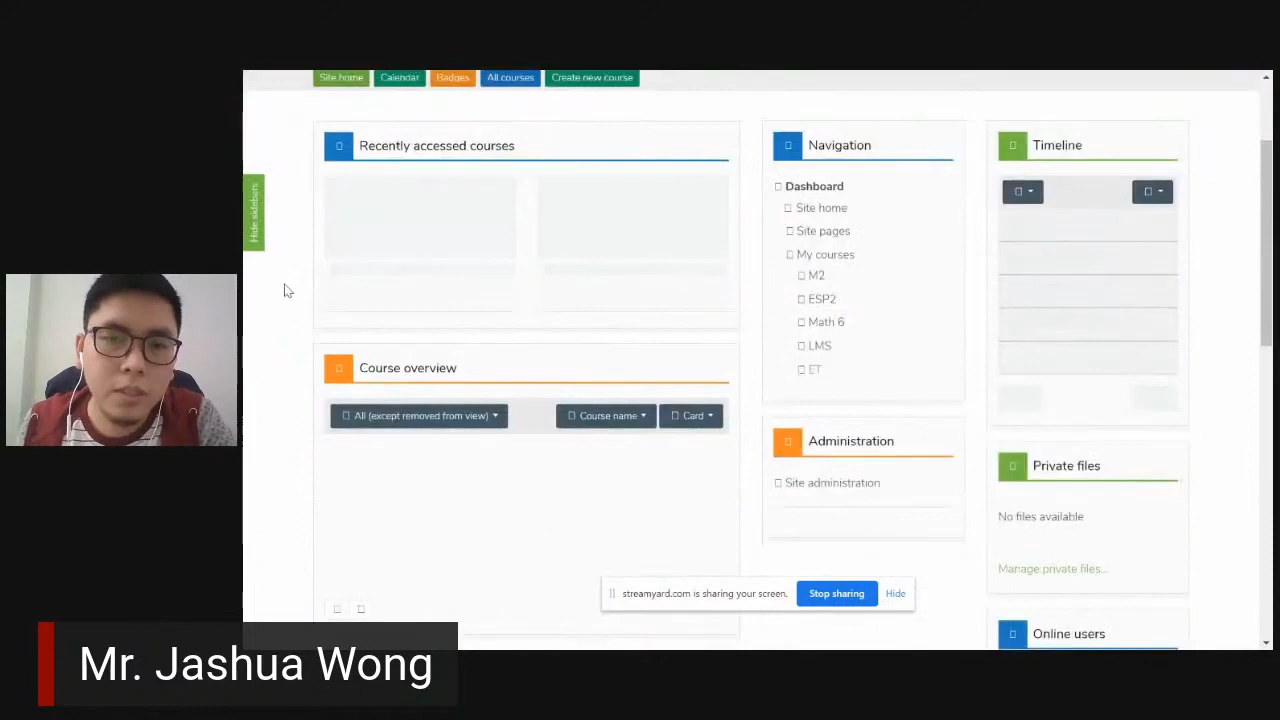 Site home
Calendar
Badges
All courses
Create new course
Hide sidebars
Recently accessed courses
Course overview
All (except removed from view)
Course name
Card
Navigation
Dashboard
Site home
Site pages
My courses
M2
ESP2
Math 6
LMS
ET
Administration
Site administration
Timeline
Private files
No files available
Manage private files...
Online users
streamyard.com is sharing your screen.
Stop sharing
Hide
Mr. Jashua Wong